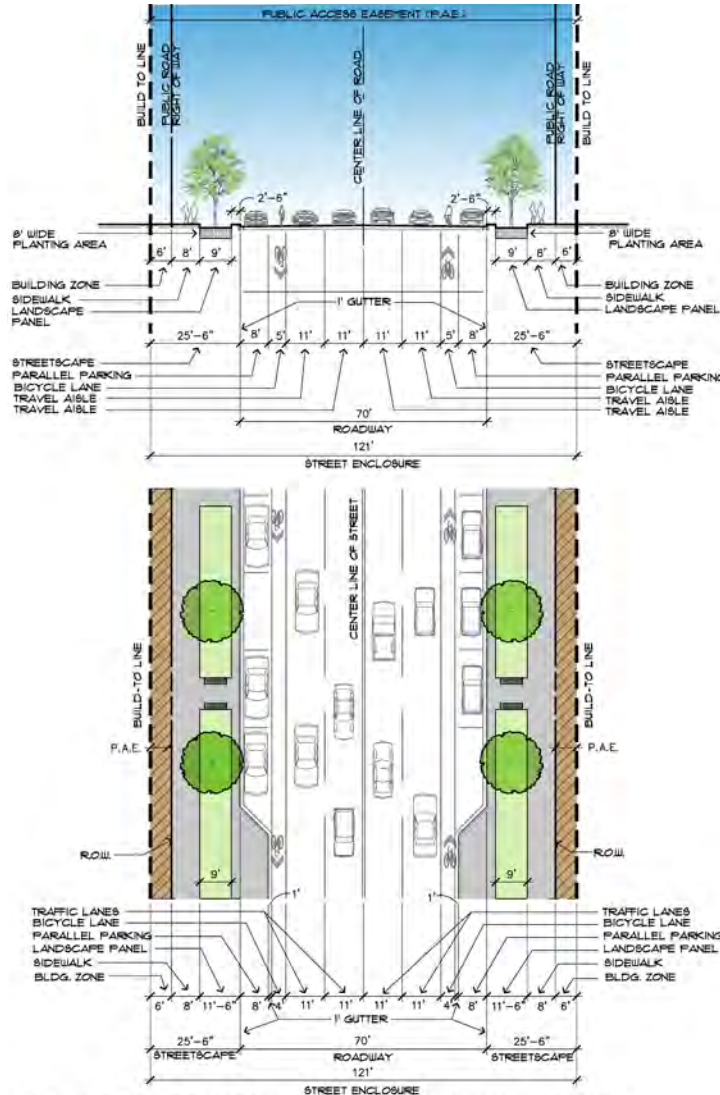 PUBLIC ACCESS EASEMENT (P.A.E.)
BUILD TO LINE
PUBLIC ROAD
RIGHT OF WAY
CENTER LINE OF ROAD
PUBLIC ROAD
RIGHT OF WAY
BUILD TO LINE
2'-6"
2'-6"
8' WIDE
PLANTING AREA
8' WIDE
PLANTING AREA
6' 8' 9'
9' 8' 6'
BUILDING ZONE
SIDEWALK
LANDSCAPE
PANEL
BUILDING ZONE
SIDEWALK
LANDSCAPE PANEL
1' GUTTER
25'-6" 8' 5' 11' 11' 11' 11' 5' 8' 25'-6"
STREETSCAPE
PARALLEL PARKING
BICYCLE LANE
TRAVEL AISLE
TRAVEL AISLE
STREETSCAPE
PARALLEL PARKING
BICYCLE LANE
TRAVEL AISLE
TRAVEL AISLE
70'
ROADWAY
121'
STREET ENCLOSURE
CENTER LINE OF STREET
BUILD-TO LINE
BUILD-TO LINE
P.A.E.
P.A.E.
R.O.W.
R.O.W.
9'
9'
1'
1'
TRAFFIC LANES
BICYCLE LANE
PARALLEL PARKING
LANDSCAPE PANEL
SIDEWALK
BLDG. ZONE
TRAFFIC LANES
BICYCLE LANE
PARALLEL PARKING
LANDSCAPE PANEL
SIDEWALK
BLDG. ZONE
6' 8' 11'-6" 8' 4' 11' 11' 11' 11' 4' 8' 11'-6" 8' 6'
1' GUTTER
25'-6" 70' 25'-6"
STREETSCAPE ROADWAY STREETSCAPE
121'
STREET ENCLOSURE